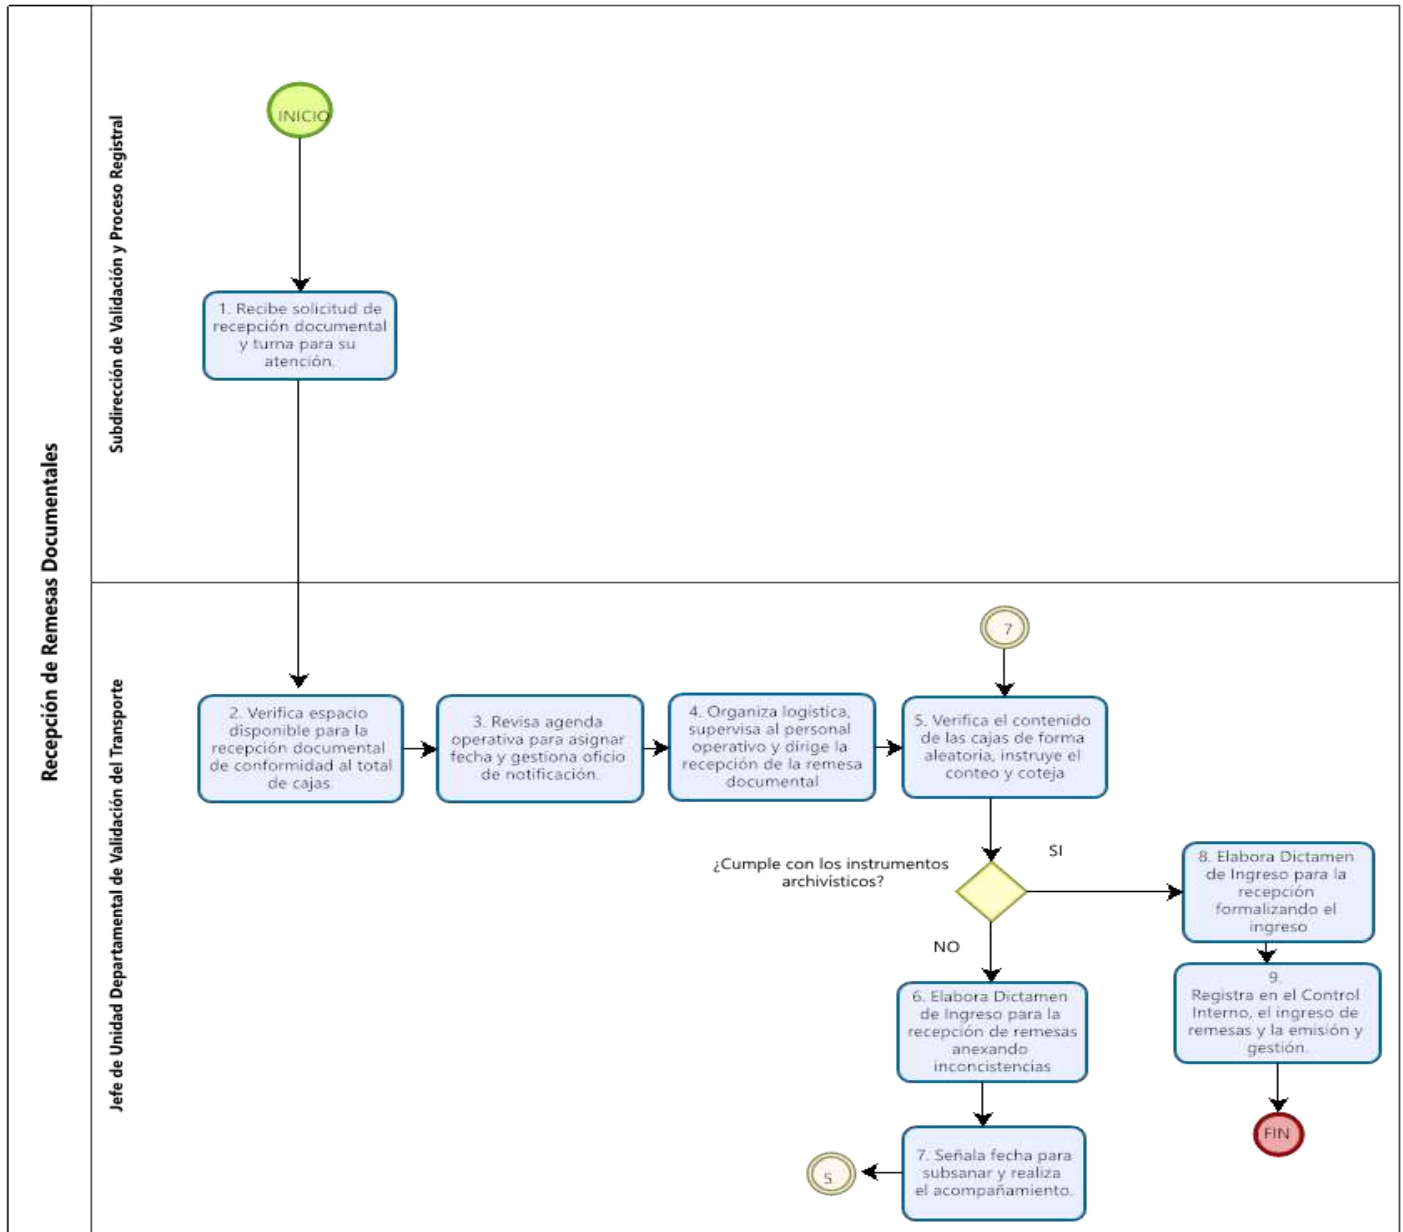 Recepción de Remesas Documentales
Subdirección de Validación y Proceso Registral
INICIO
1. Recibe solicitud de
recepción documental
y turna para su
atención.
Jefe de Unidad Departamental de Validación del Transporte
2. Verifica espacio
disponible para la
recepción documental
de conformidad al total
de cajas.
3. Revisa agenda
operativa para asignar
fecha y gestiona oficio
de notificación.
4. Organiza logística,
supervisa al personal
operativo y dirige la
recepción de la remesa
documental
7
5. Verifica el contenido
de las cajas de forma
aleatoria, instruye el
conteo y coteja
¿Cumple con los instrumentos
archivísticos?
SI
NO
8. Elabora Dictamen
de Ingreso para la
recepción
formalizando el
ingreso
9.
Registra en el Control
Interno, el ingreso de
remesas y la emisión y
gestión.
FIN
6. Elabora Dictamen
de Ingreso para la
recepción de remesas
anexando
inconcistencias
7. Señala fecha para
subsanar y realiza
el acompañamiento.
5